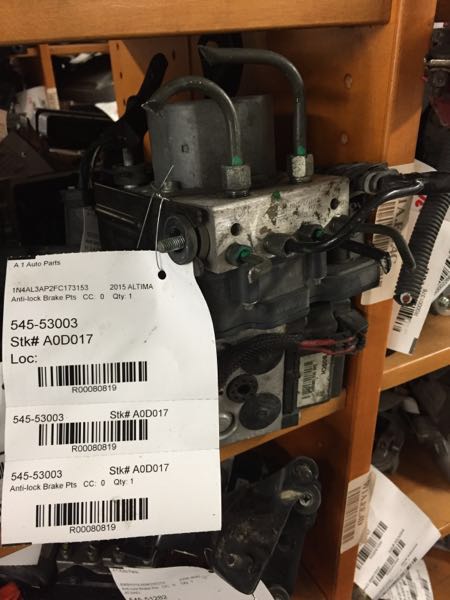 A 1 Auto Parts
1N4AL3AP2FC173153 2015 ALTIMA
Anti-lock Brake Pts CC: 0 Qty: 1
545-53003
Stk# A0D017
Loc:
R00080819
545-53003 Stk# A0D017
R00080819
545-53003 Stk# A0D017
Anti-lock Brake Pts CC: 0 Qty: 1
R00080819
545-51282